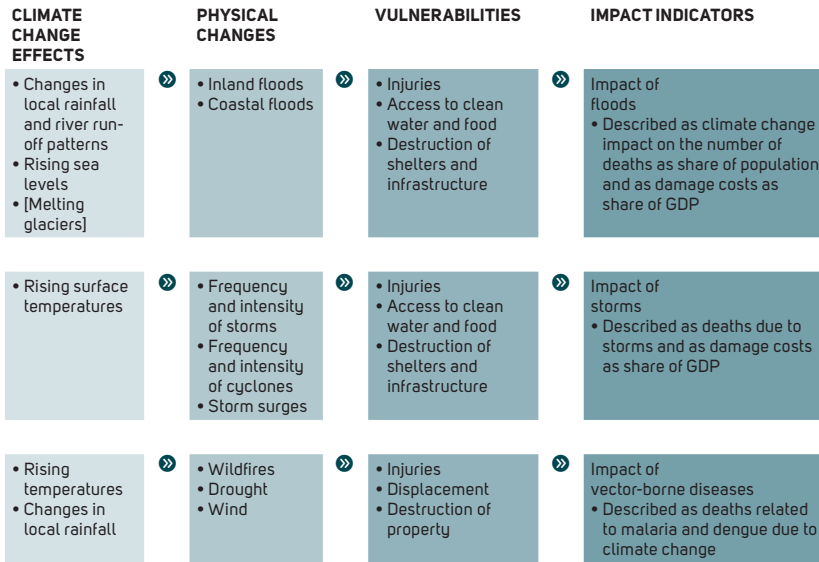 CLIMATE
CHANGE
EFFECTS
PHYSICAL
CHANGES
VULNERABILITIES
IMPACT INDICATORS
• Changes in
local rainfall
and river run-
off patterns
• Rising sea
levels
• [Melting
glaciers]
• Inland floods
• Coastal floods
• Injuries
• Access to clean
water and food
• Destruction of
shelters and
infrastructure
Impact of
floods
• Described as climate change
impact on the number of
deaths as share of population
and as damage costs as
share of GDP
• Rising surface
temperatures
• Frequency
and intensity
of storms
• Frequency
and intensity
of cyclones
• Storm surges
• Injuries
• Access to clean
water and food
• Destruction of
shelters and
infrastructure
Impact of
storms
• Described as deaths due to
storms and as damage costs
as share of GDP
• Rising
temperatures
• Changes in
local rainfall
• Wildfires
• Drought
• Wind
• Injuries
• Displacement
• Destruction of
property
Impact of
vector-borne diseases
• Described as deaths related
to malaria and dengue due to
climate change